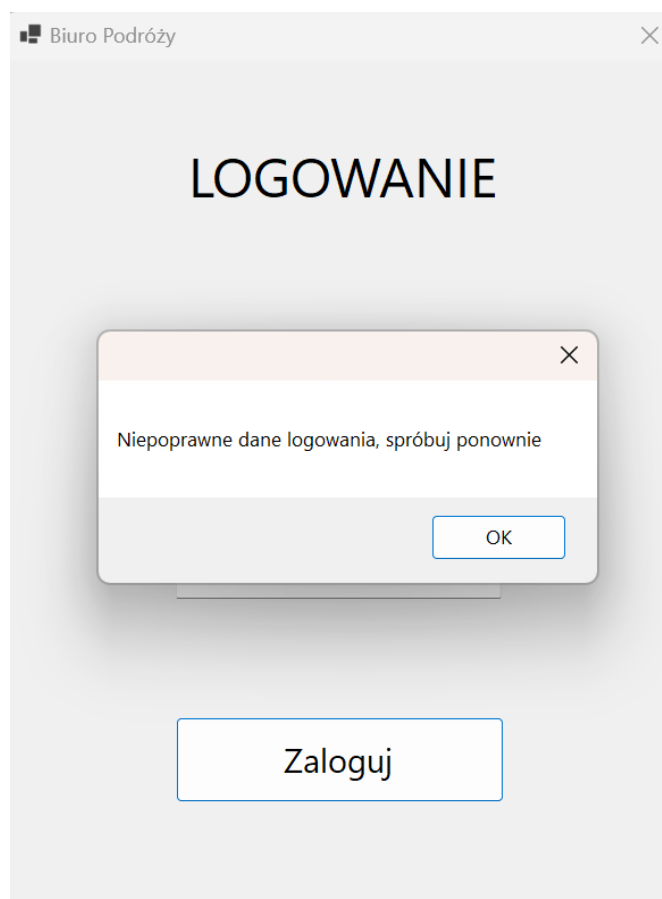 Biuro Podróży
LOGOWANIE
Niepoprawne dane logowania, spróbuj ponownie
OK
Zaloguj